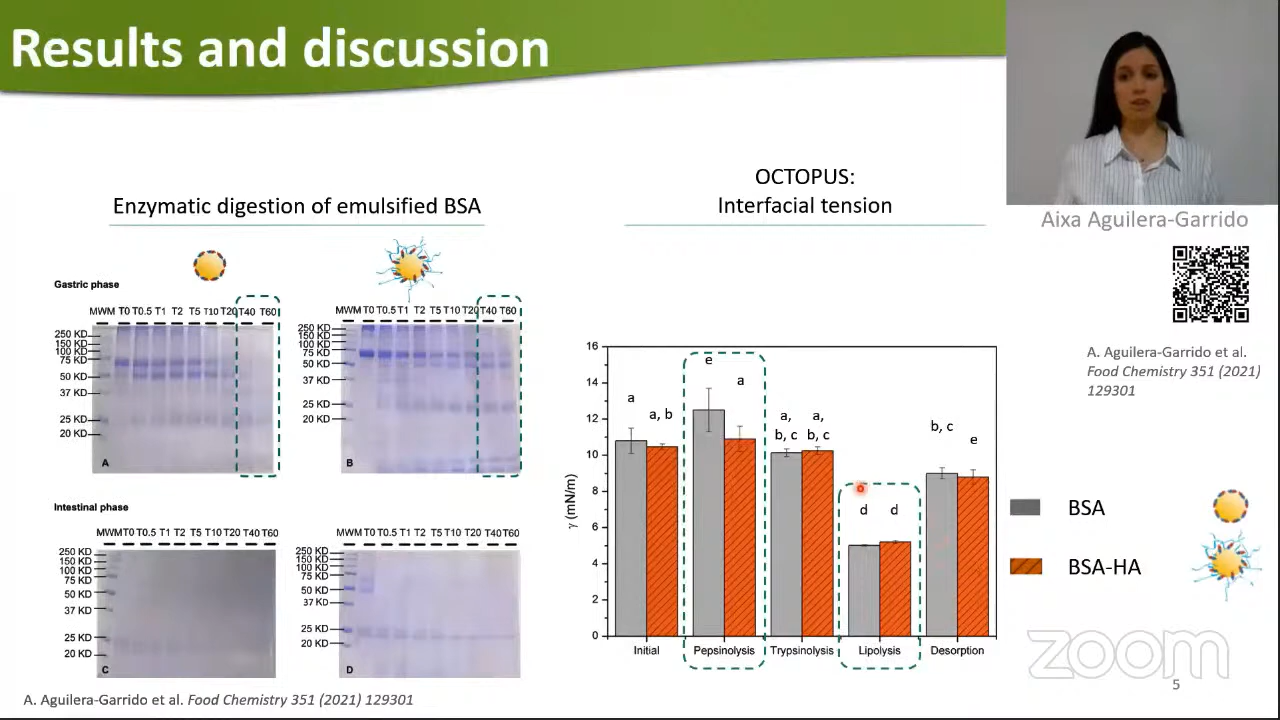 Results and discussion
Enzymatic digestion of emulsified BSA
OCTOPUS:
Interfacial tension
Aixa Aguilera-Garrido
A. Aguilera-Garrido et al.
Food Chemistry 351 (2021)
129301
Gastric phase
MWM T0 T0.5 T1 T2 T5 T10 T20 T40 T60
250 KD
150 KD
100 KD
75 KD
50 KD
37 KD
25 KD
20 KD
A
MWM T0 T0.5 T1 T2 T5 T10 T20 T40 T60
250 KD
150 KD
100 KD
75 KD
50 KD
37 KD
25 KD
20 KD
B
Intestinal phase
MWM T0 T0.5 T1 T2 T5 T10 T20 T40 T60
250 KD
150 KD
100 KD
75 KD
50 KD
37 KD
25 KD
20 KD
C
MWM T0 T0.5 T1 T2 T5 T10 T20 T40 T60
250 KD
150 KD
100 KD
75 KD
50 KD
37 KD
25 KD
20 KD
D
γ (mN/m)
16
14
12
10
8
6
4
2
0
a
a, b
e
a
a,
b, c
a,
b, c
d
d
b, c
e
Initial Pepsinolysis Trypsinolysis Lipolysis Desorption
BSA
BSA-HA
zoom
5
A. Aguilera-Garrido et al. Food Chemistry 351 (2021) 129301